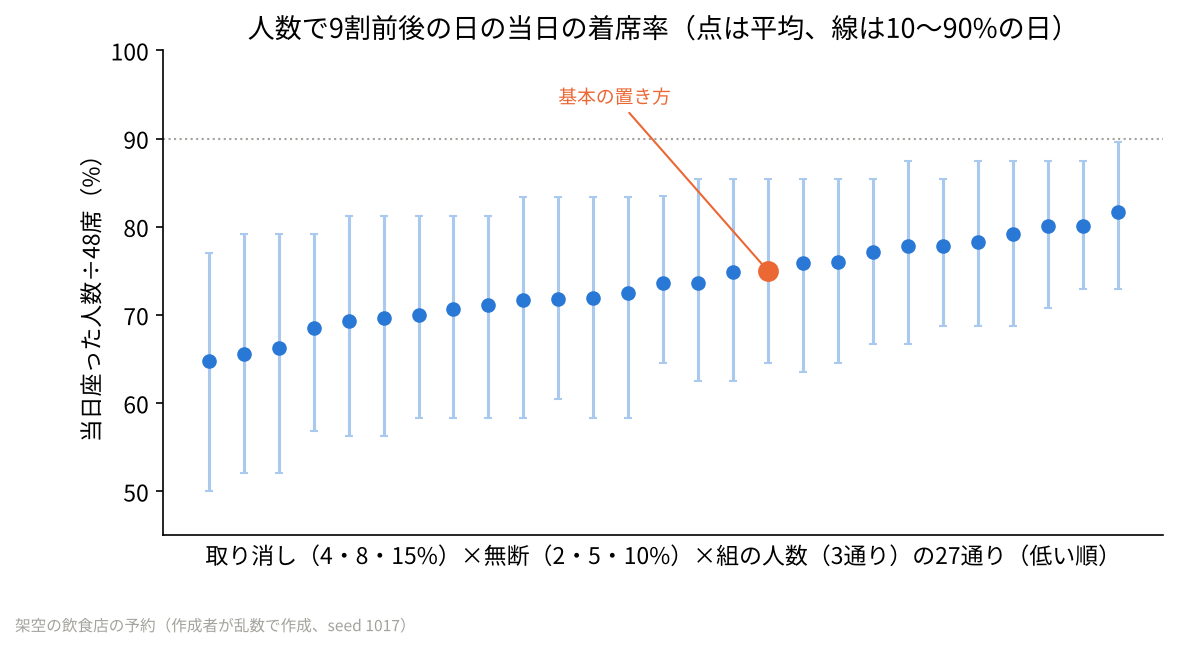 人数で9割前後の日の当日の着席率（点は平均、線は10〜90%の日）
基本の置き方
当日座った人数÷48席（%）
100
90
80
70
60
50
取り消し（4・8・15%）×無断（2・5・10%）×組の人数（3通り）の27通り（低い順）
架空の飲食店の予約（作成者が乱数で作成、seed 1017）